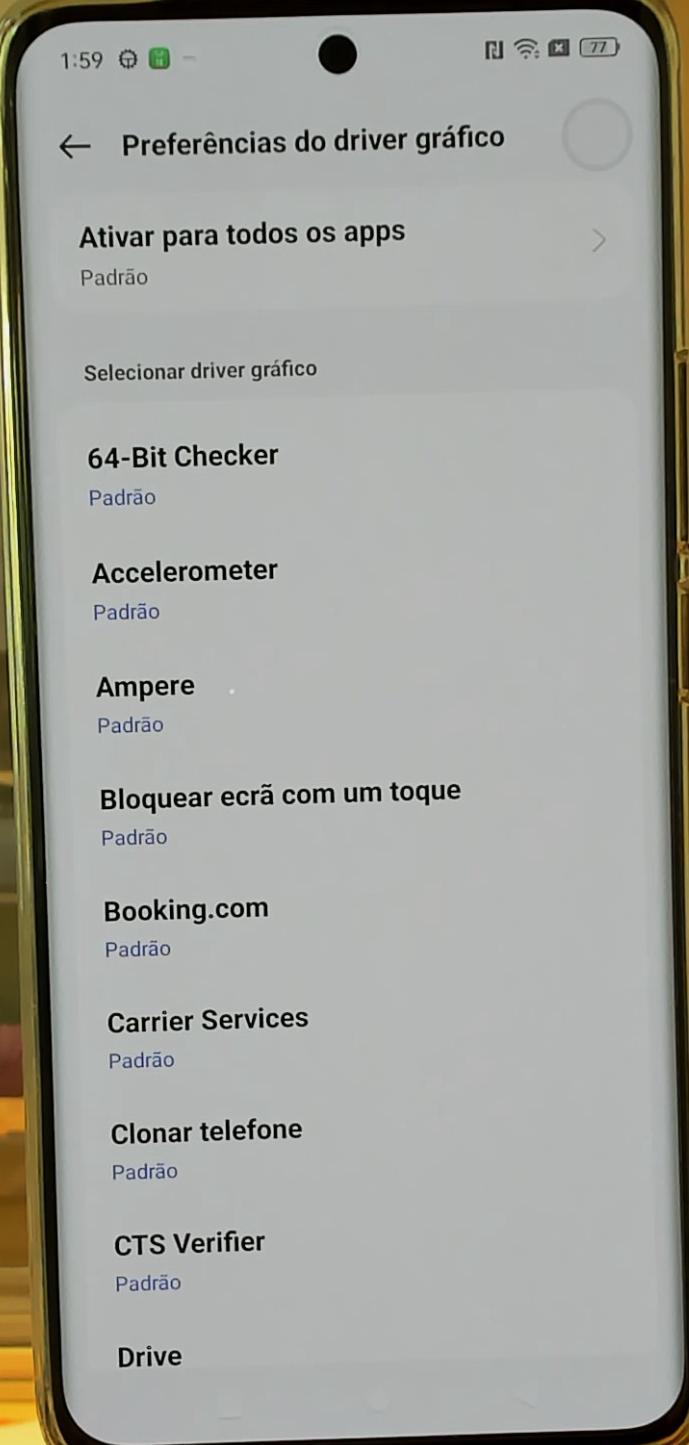 1:59
77
Preferências do driver gráfico
Ativar para todos os apps
Padrão
Selecionar driver gráfico
64-Bit Checker
Padrão
Accelerometer
Padrão
Ampere
Padrão
Bloquear ecrã com um toque
Padrão
Booking.com
Padrão
Carrier Services
Padrão
Clonar telefone
Padrão
CTS Verifier
Padrão
Drive